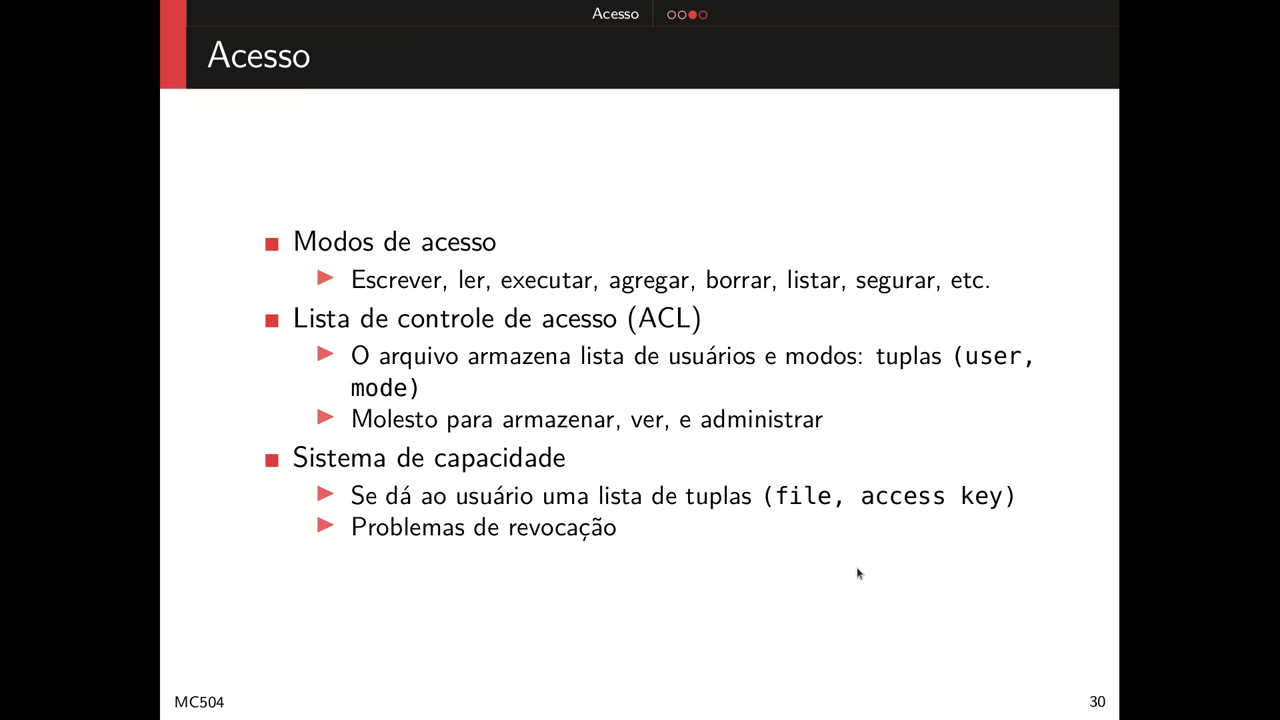 Acesso
Acesso
Modos de acesso
Escrever, ler, executar, agregar, borrar, listar, segurar, etc.
Lista de controle de acesso (ACL)
O arquivo armazena lista de usuários e modos: tuplas (user,
mode)
Molesto para armazenar, ver, e administrar
Sistema de capacidade
Se dá ao usuário uma lista de tuplas (file, access key)
Problemas de revocação
MC504
30